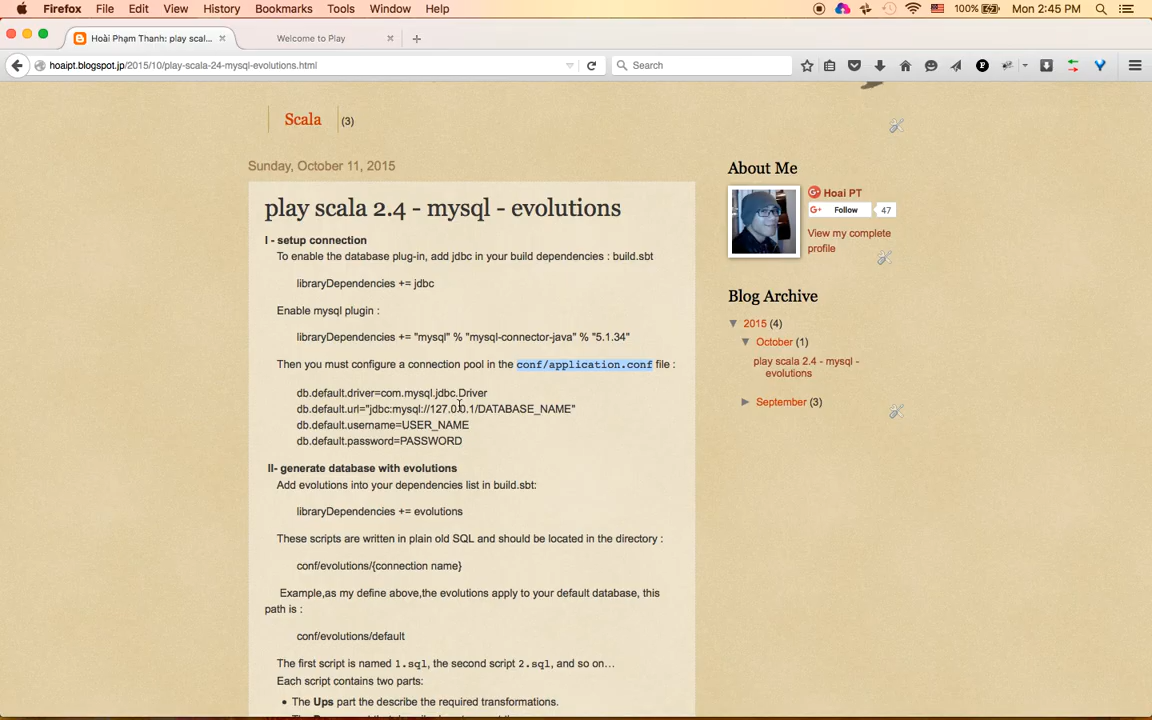 Firefox File Edit View History Bookmarks Tools Window Help 100% Mon 2:45 PM
Hoài Phạm Thanh: play scal... Welcome to Play
hoaipt.blogspot.jp/2015/10/play-scala-24-mysql-evolutions.html Search
Scala (3)
Sunday, October 11, 2015
play scala 2.4 - mysql - evolutions
I - setup connection
To enable the database plug-in, add jdbc in your build dependencies : build.sbt
libraryDependencies += jdbc
Enable mysql plugin :
libraryDependencies += "mysql" % "mysql-connector-java" % "5.1.34"
Then you must configure a connection pool in the conf/application.conf file :
db.default.driver=com.mysql.jdbc.Driver
db.default.url="jdbc:mysql://127.0.0.1/DATABASE_NAME"
db.default.username=USER_NAME
db.default.password=PASSWORD
II- generate database with evolutions
Add evolutions into your dependencies list in build.sbt:
libraryDependencies += evolutions
These scripts are written in plain old SQL and should be located in the directory :
conf/evolutions/{connection name}
Example,as my define above,the evolutions apply to your default database, this
path is :
conf/evolutions/default
The first script is named 1.sql, the second script 2.sql, and so on…
Each script contains two parts:
The Ups part the describe the required transformations.
About Me
Hoai PT
G+ Follow 47
View my complete
profile
Blog Archive
▼ 2015 (4)
▼ October (1)
play scala 2.4 - mysql -
evolutions
► September (3)